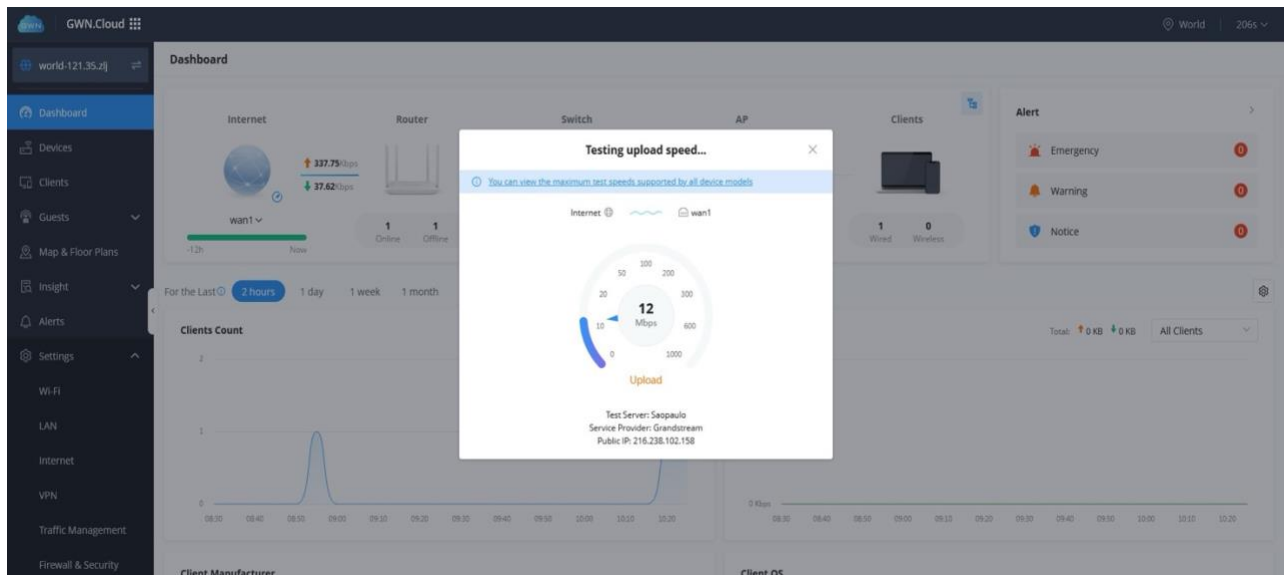 GWN GWN.Cloud
World 206s
world-121.35.zlj
Dashboard
Dashboard
Devices
Clients
Guests
Map & Floor Plans
Insight
Alerts
Settings
Wi-Fi
LAN
Internet
VPN
Traffic Management
Firewall & Security
Internet
Router
Switch
AP
Clients
337.75Kbps
37.62Kbps
wan1
-12h Now
1 1
Online Offline
1 0
Wired Wireless
Alert
Emergency 0
Warning 0
Notice 0
Testing upload speed...
You can view the maximum test speeds supported by all device models
Internet wan1
0 10 20 50 100 200 300 600 1000
12
Mbps
Upload
Test Server: Saopaulo
Service Provider: Grandstream
Public IP: 216.238.102.158
For the Last 2 hours 1 day 1 week 1 month
Clients Count
2
1
0
08:30 08:40 08:50 09:00 09:10 09:20 09:30 09:40 09:50 10:00 10:10 10:20
Total: 0 KB 0 KB All Clients
0 Kbps
08:30 08:40 08:50 09:00 09:10 09:20 09:30 09:40 09:50 10:00 10:10 10:20
Client Manufacturer
Client OS